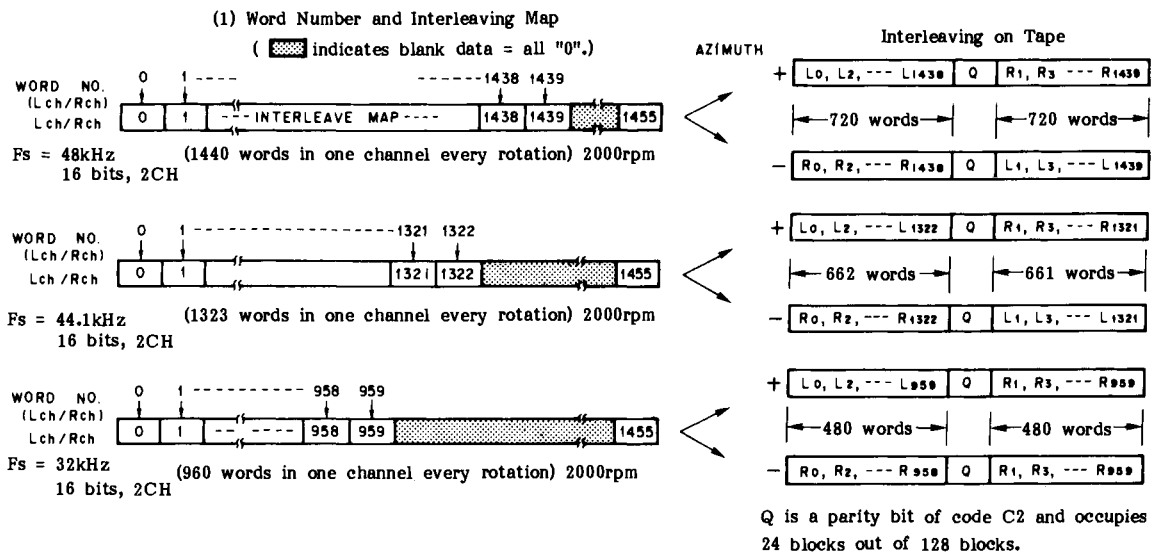 (1) Word Number and Interleaving Map
( indicates blank data = all "0".)
AZIMUTH
Interleaving on Tape
0 1 ---- -------1438 1439
WORD NO.
(Lch/Rch)
Lch/Rch
0 1 ----INTERLEAVE MAP---- 1438 1439 1455
Fs = 48kHz
16 bits, 2CH
(1440 words in one channel every rotation) 2000rpm
+ L0, L2, --- L1438 Q R1, R3, --- R1439
720 words 720 words
- R0, R2, --- R1438 Q L1, L3, --- L1439
0 1 ------------------1321 1322
WORD NO.
(Lch/Rch)
Lch/Rch
0 1 1321 1322 1455
Fs = 44.1kHz
16 bits, 2CH
(1323 words in one channel every rotation) 2000rpm
+ L0, L2, --- L1322 Q R1, R3, --- R1321
662 words 661 words
- R0, R2, --- R1322 Q L1, L3, --- L1321
0 1 ---------- 958 959
WORD NO.
(Lch/Rch)
Lch/Rch
0 1 -- ---- 958 959 1455
Fs = 32kHz
16 bits, 2CH
(960 words in one channel every rotation) 2000rpm
+ L0, L2, --- L959 Q R1, R3, --- R959
480 words 480 words
- R0, R2, --- R958 Q R1, R3, --- R959
Q is a parity bit of code C2 and occupies
24 blocks out of 128 blocks.